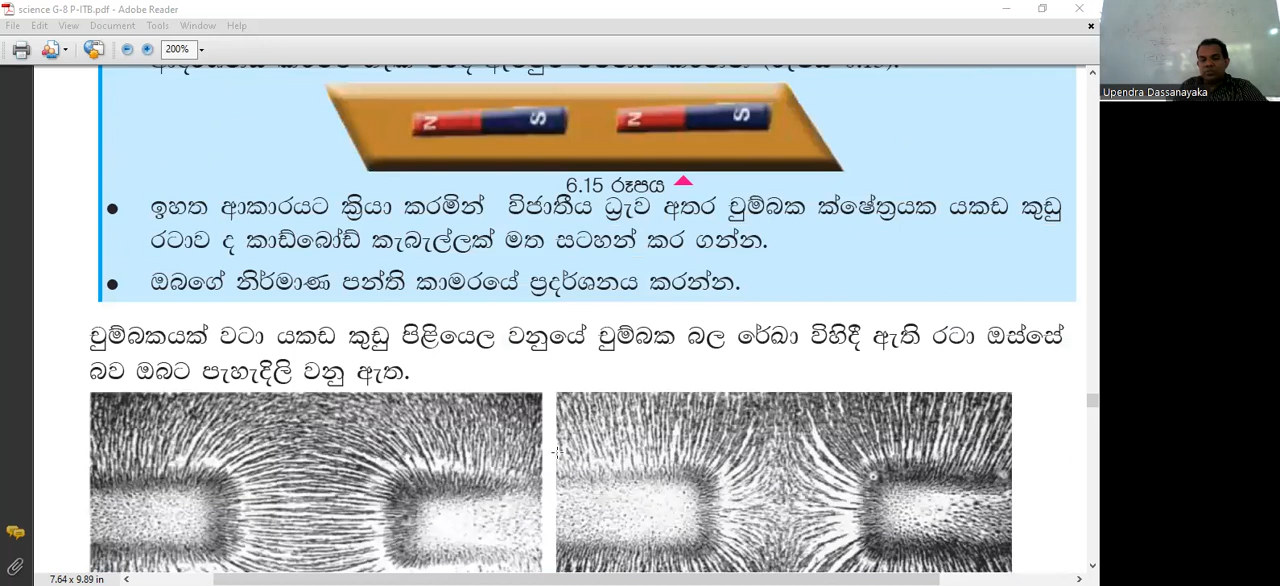 science G-8 P-ITB.pdf - Adobe Reader
File Edit View Document Tools Window Help
200%
N S N S
6.15 රූපය
● ඉහත ආකාරයට ක්‍රියා කරමින් විජාතීය ධ්‍රැව අතර චුම්බක ක්ෂේත්‍රයක යකඩ කුඩු
රටාව ද කාඩ්බෝඩ් කැබැල්ලක් මත සටහන් කර ගන්න.
● ඔබගේ නිර්මාණ පන්ති කාමරයේ ප්‍රදර්ශනය කරන්න.
චුම්බකයක් වටා යකඩ කුඩු පිළියෙල වනුයේ චුම්බක බල රේඛා විහිදී ඇති රටා ඔස්සේ
බව ඔබට පැහැදිලි වනු ඇත.
7.64 x 9.89 in
Upendra Dassanayaka